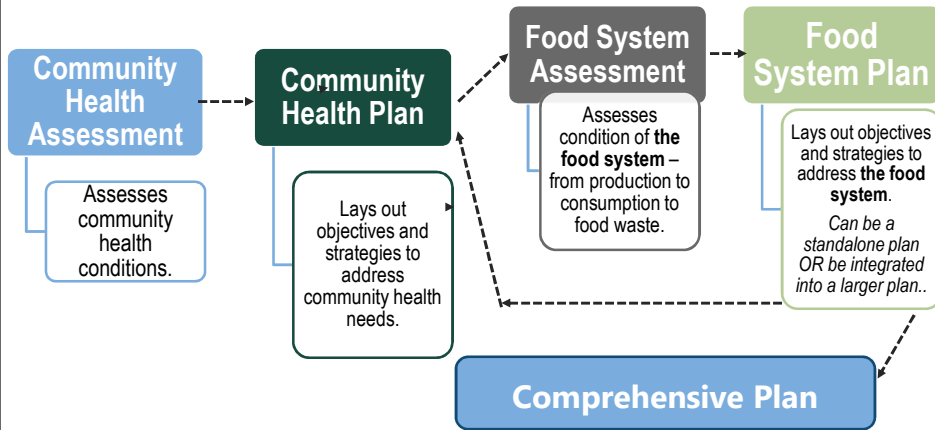 Community
Health
Assessment
Assesses
community
health
conditions.
Community
Health Plan
Lays out
objectives and
strategies to
address
community health
needs.
Food System
Assessment
Assesses
condition of the
food system –
from production to
consumption to
food waste.
Food
System Plan
Lays out objectives
and strategies to
address the food
system.
Can be a
standalone plan
OR be integrated
into a larger plan..
Comprehensive Plan